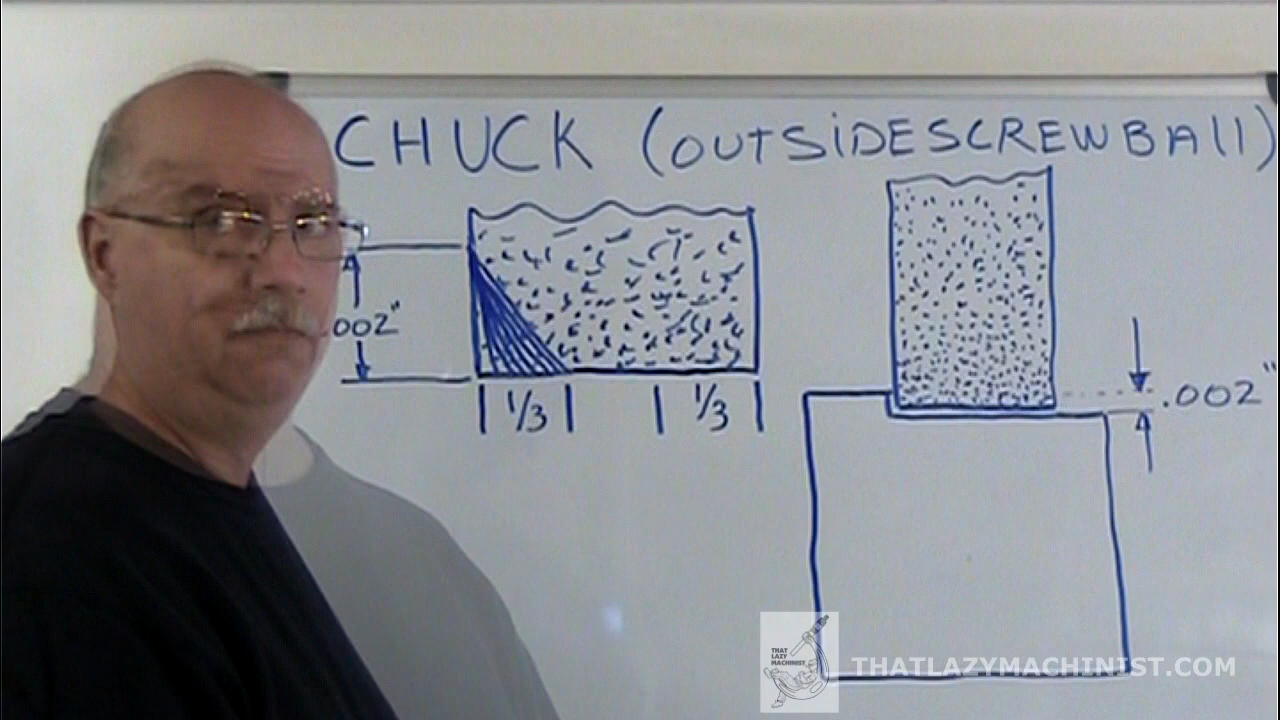 CHUCK (OUTSIDESCREWBALL)
.002"
1/3
1/3
.002"
THAT
LAZY
MACHINIST
THATLAZYMACHINIST.COM